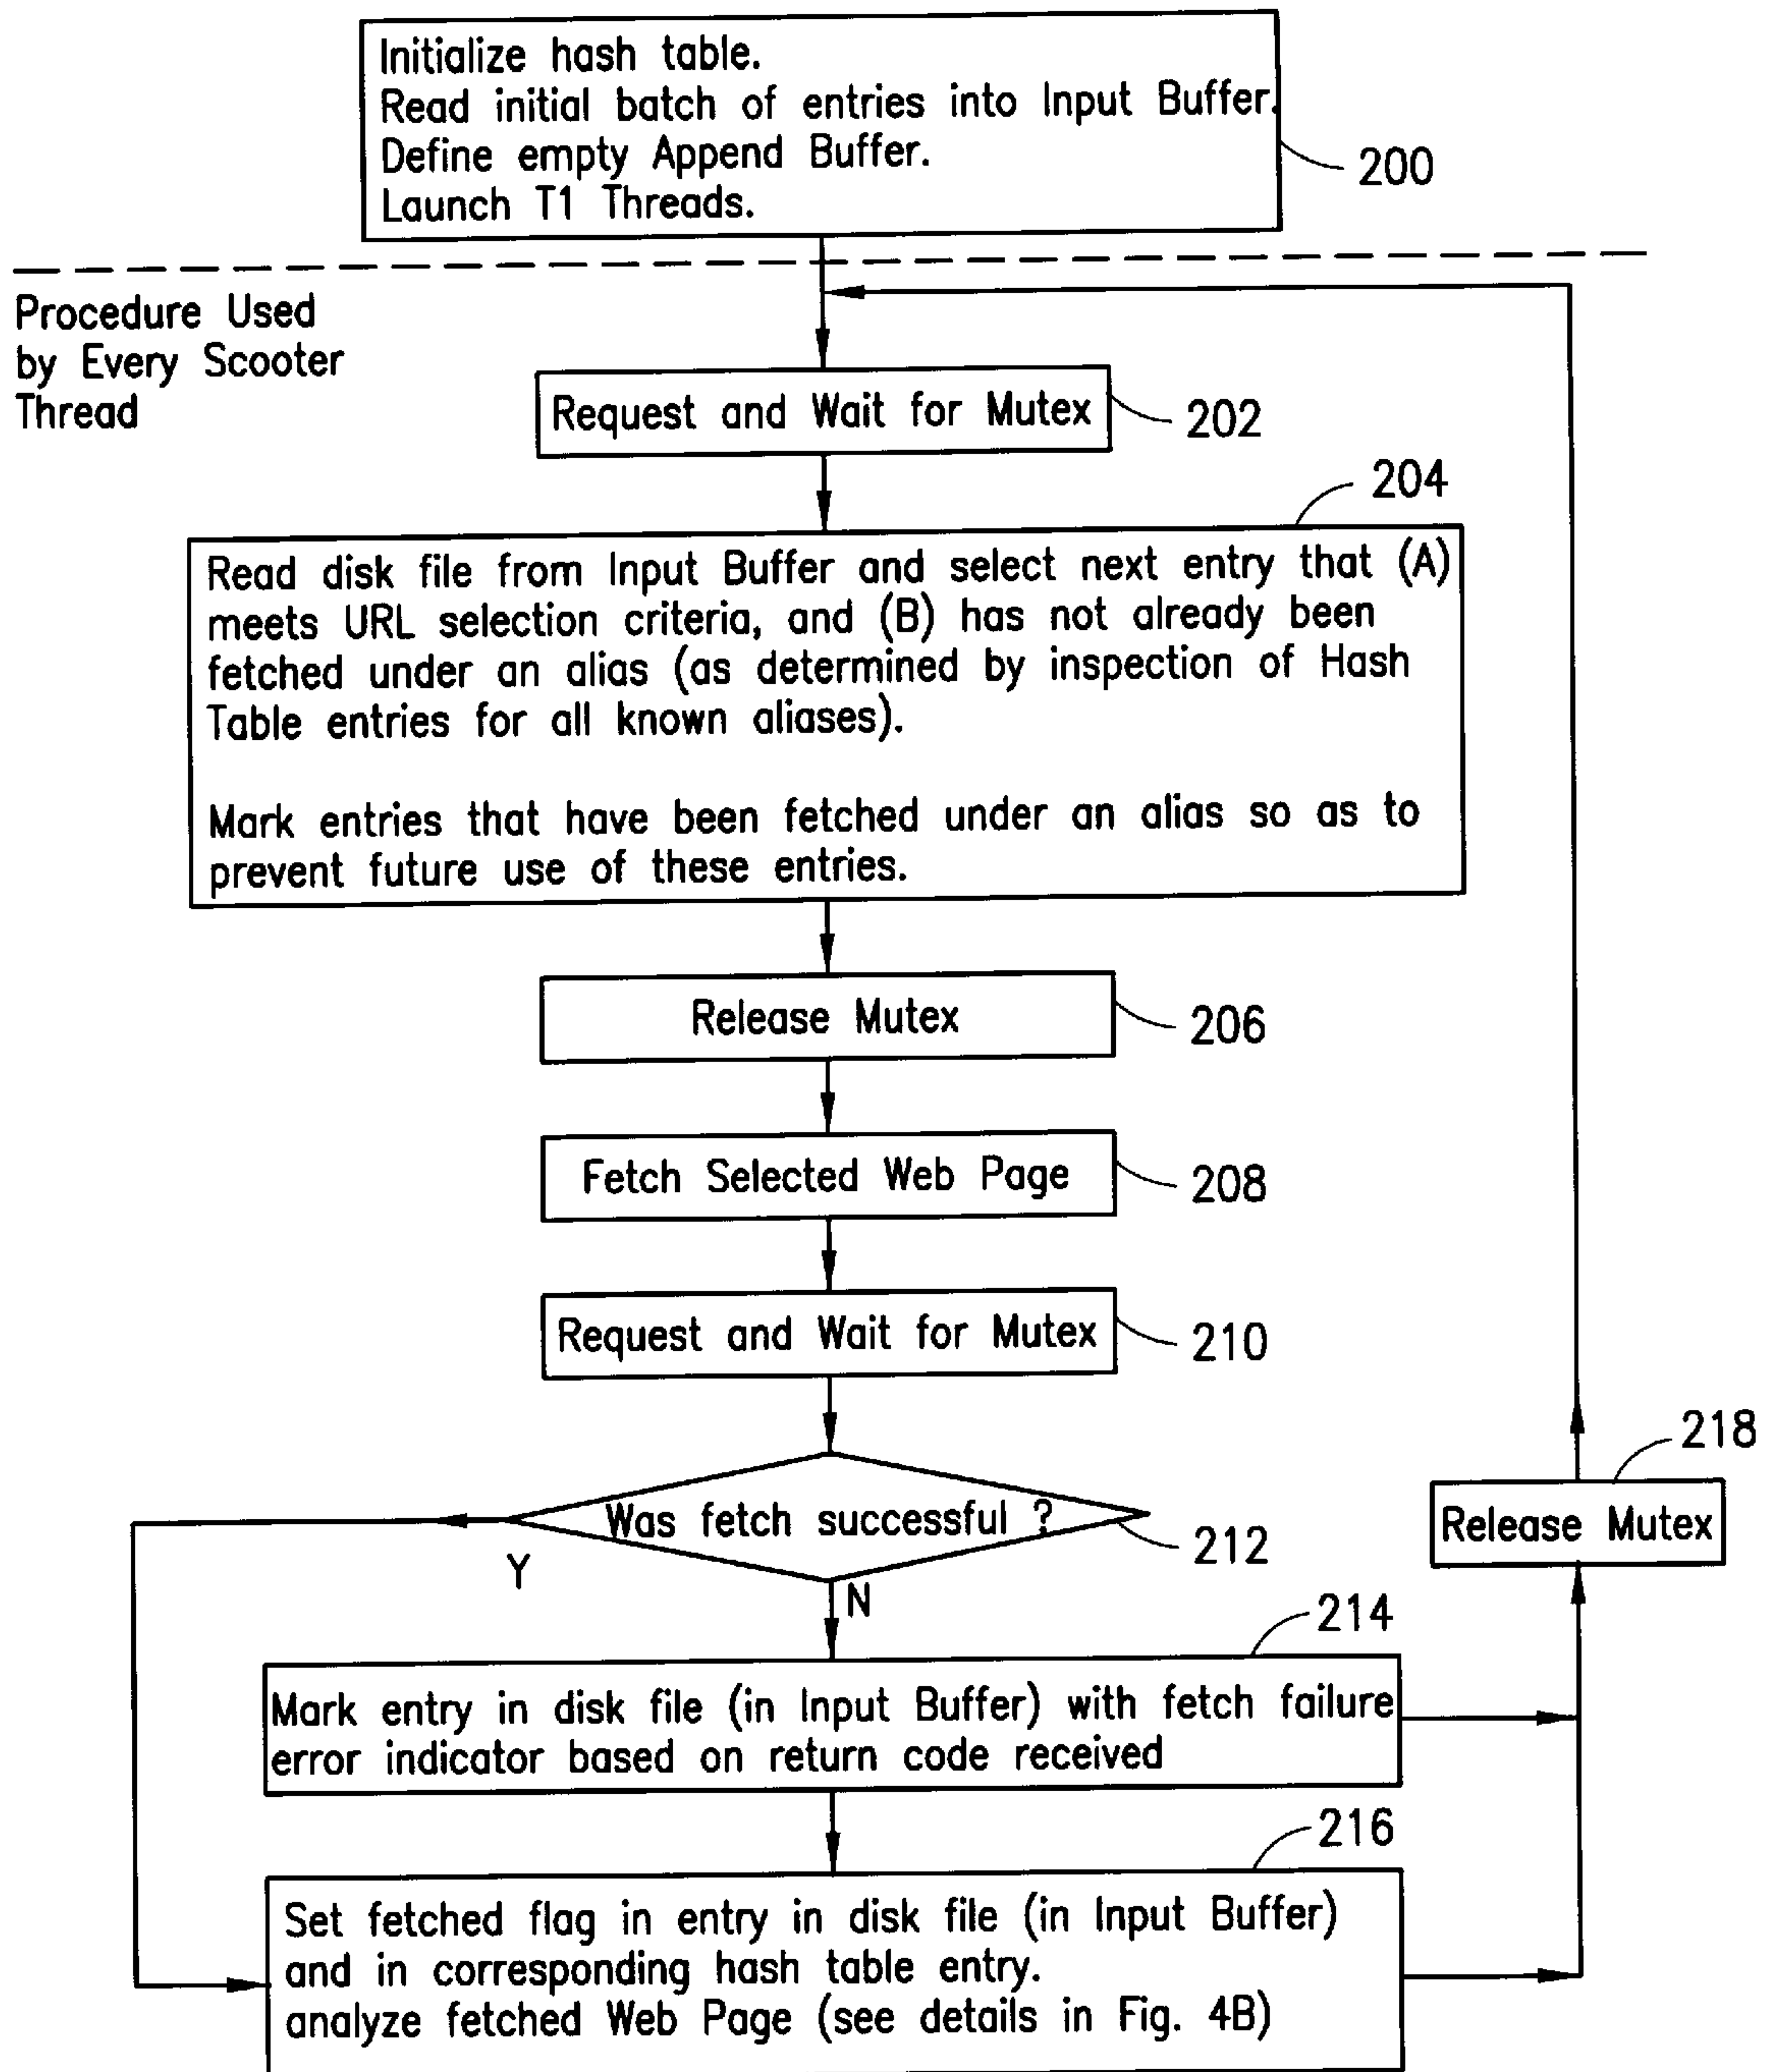 Initialize hash table.
Read initial batch of entries into Input Buffer.
Define empty Append Buffer.
Launch T1 Threads.
200
Procedure Used
by Every Scooter
Thread
Request and Wait for Mutex
202
204
Read disk file from Input Buffer and select next entry that (A)
meets URL selection criteria, and (B) has not already been
fetched under an alias (as determined by inspection of Hash
Table entries for all known aliases).
Mark entries that have been fetched under an alias so as to
prevent future use of these entries.
Release Mutex
206
Fetch Selected Web Page
208
Request and Wait for Mutex
210
Was fetch successful ?
212
Y
N
218
Release Mutex
214
Mark entry in disk file (in Input Buffer) with fetch failure
error indicator based on return code received
216
Set fetched flag in entry in disk file (in Input Buffer)
and in corresponding hash table entry.
analyze fetched Web Page (see details in Fig. 4B)